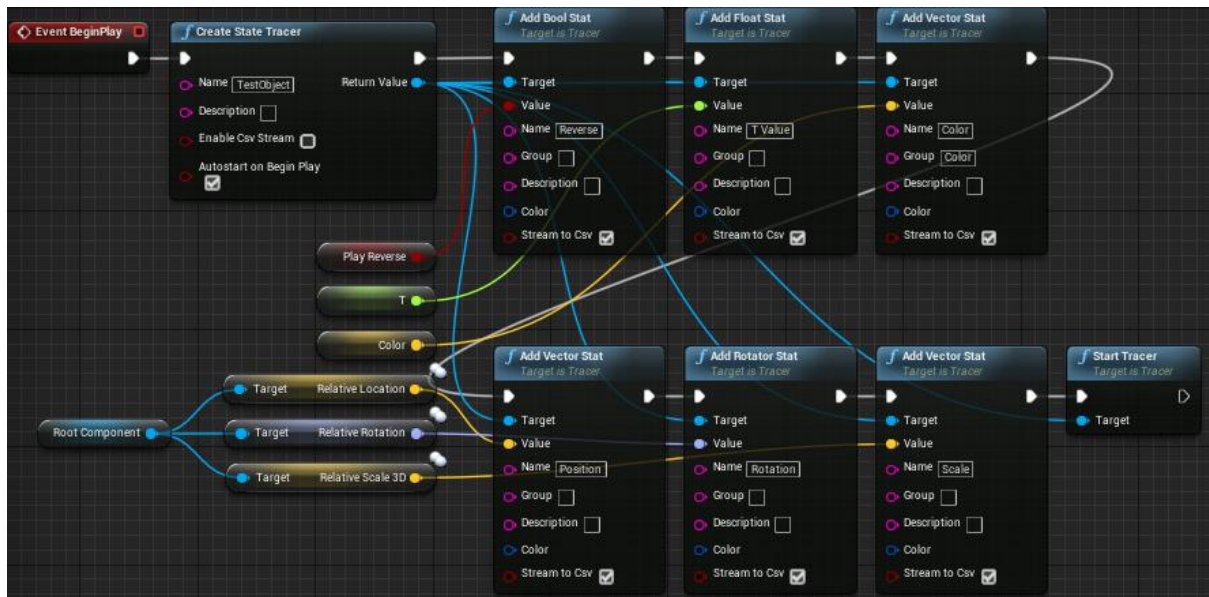 Event BeginPlay
Create State Tracer
Name TestObject
Return Value
Description
Enable Csv Stream
Autostart on Begin Play
Add Bool Stat
Target is Tracer
Target
Value
Name Reverse
Group
Description
Color
Stream to Csv
Add Float Stat
Target is Tracer
Target
Value
Name T Value
Group
Description
Color
Stream to Csv
Add Vector Stat
Target is Tracer
Target
Value
Name Color
Group Color
Description
Color
Stream to Csv
Play Reverse
T
Color
Target Relative Location
Root Component
Target Relative Rotation
Target Relative Scale 3D
Add Vector Stat
Target is Tracer
Target
Value
Name Position
Group
Description
Color
Stream to Csv
Add Rotator Stat
Target is Tracer
Target
Value
Name Rotation
Group
Description
Color
Stream to Csv
Add Vector Stat
Target is Tracer
Target
Value
Name Scale
Group
Description
Color
Stream to Csv
Start Tracer
Target is Tracer
Target